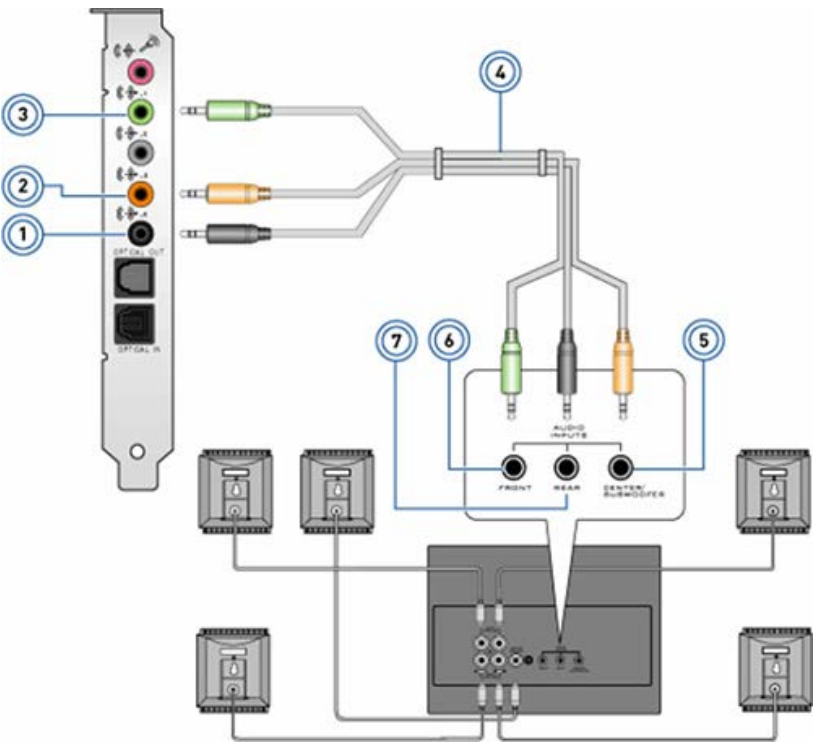 3
2
1
OPTICAL OUT
OPTICAL IN
4
7
6
5
AUDIO
INPUTS
FRONT
REAR
CENTER/
SUBWOOFER